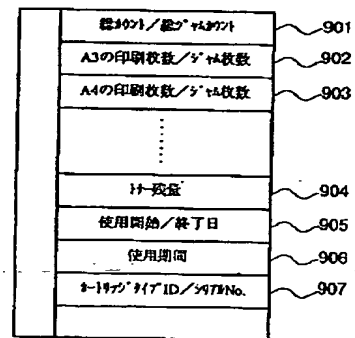 総ｶｳﾝﾄ／総ｼﾞｬﾑｶｳﾝﾄ 901
A3の印刷枚数／ｼﾞｬﾑ枚数 902
A4の印刷枚数／ｼﾞｬﾑ枚数 903
ﾄﾅｰ残量 904
使用開始／終了日 905
使用期間 906
ｶｰﾄﾘｯｼﾞﾀｲﾌﾟID／ｼﾘｱﾙNo. 907